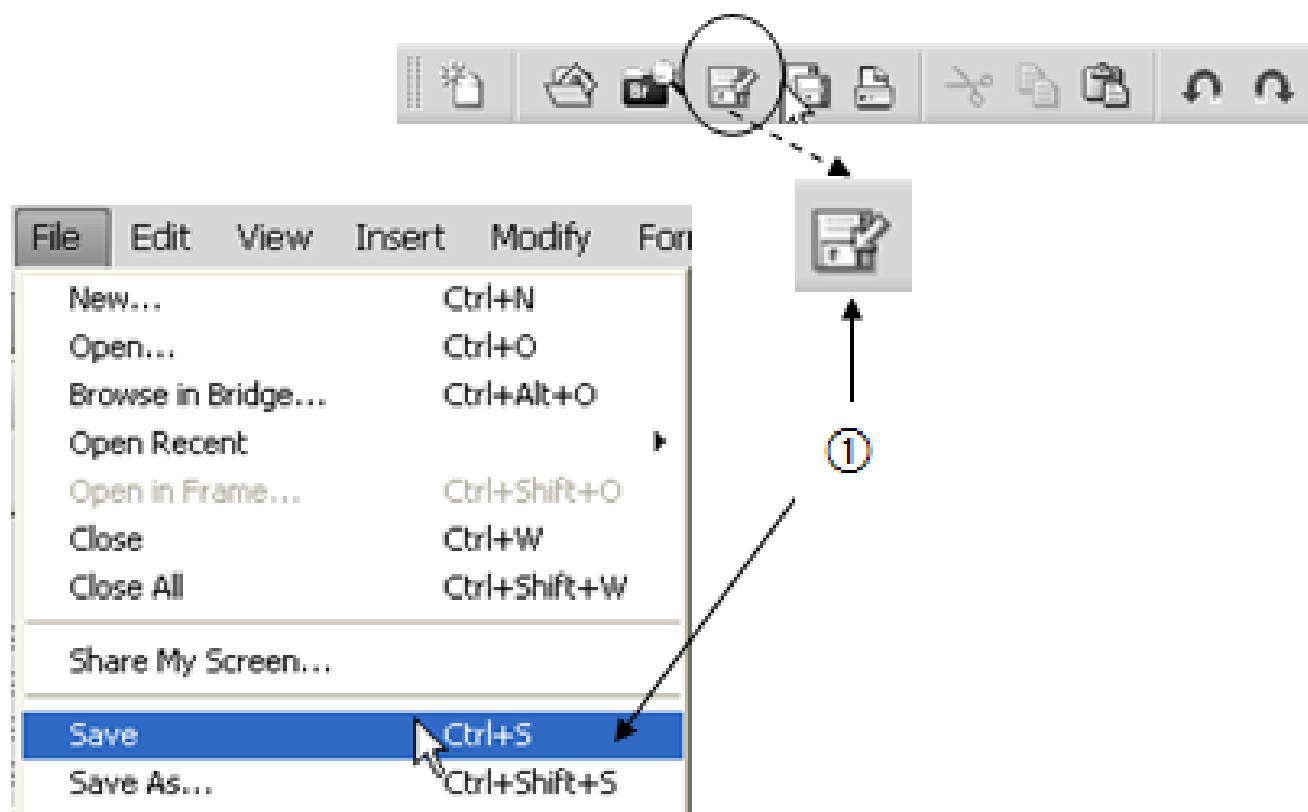 File Edit View Insert Modify
New... Ctrl+N
Open... Ctrl+O
Browse in Bridge... Ctrl+Alt+O
Open Recent
Open in Frame... Ctrl+Shift+O
Close Ctrl+W
Close All Ctrl+Shift+W
Share My Screen...
Save Ctrl+S
Save As... Ctrl+Shift+S
①